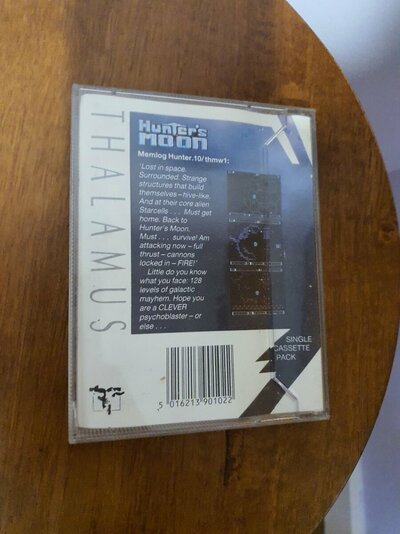 THALAMUS
Hunter's
MOON
Memlog Hunter.10/thmw1:
'Lost in space.
Surrounded. Strange
structures that build
themselves – hive-like.
And at their core alien
Starcells . . . Must get
home. Back to
Hunter's Moon.
Must . . . survive! Am
attacking now – full
thrust – cannons
locked in – FIRE!'
Little do you know
what you face: 128
levels of galactic
mayhem. Hope you
are a CLEVER
psychoblaster – or
else . . .
SINGLE
CASSETTE
PACK
5 016213 901022